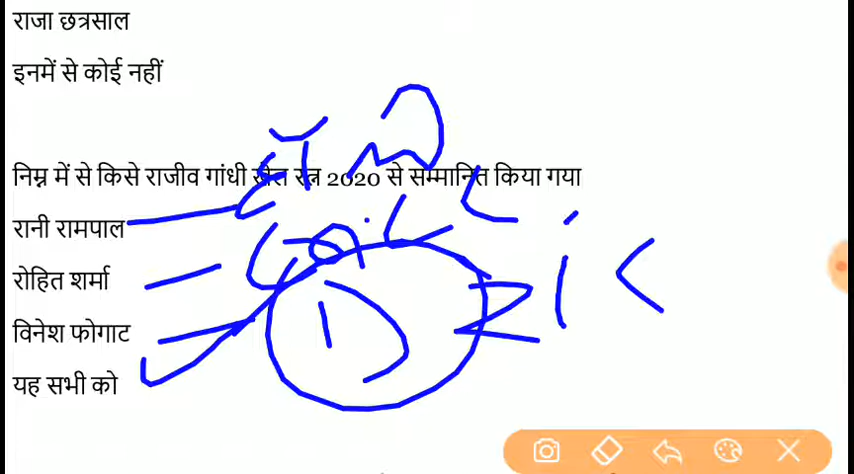 राजा छत्रसाल
इनमें से कोई नहीं
निम्न में से किसे राजीव गांधी खेल रत्न 2020 से सम्मानित किया गया
रानी रामपाल
रोहित शर्मा
विनेश फोगाट
यह सभी को
D